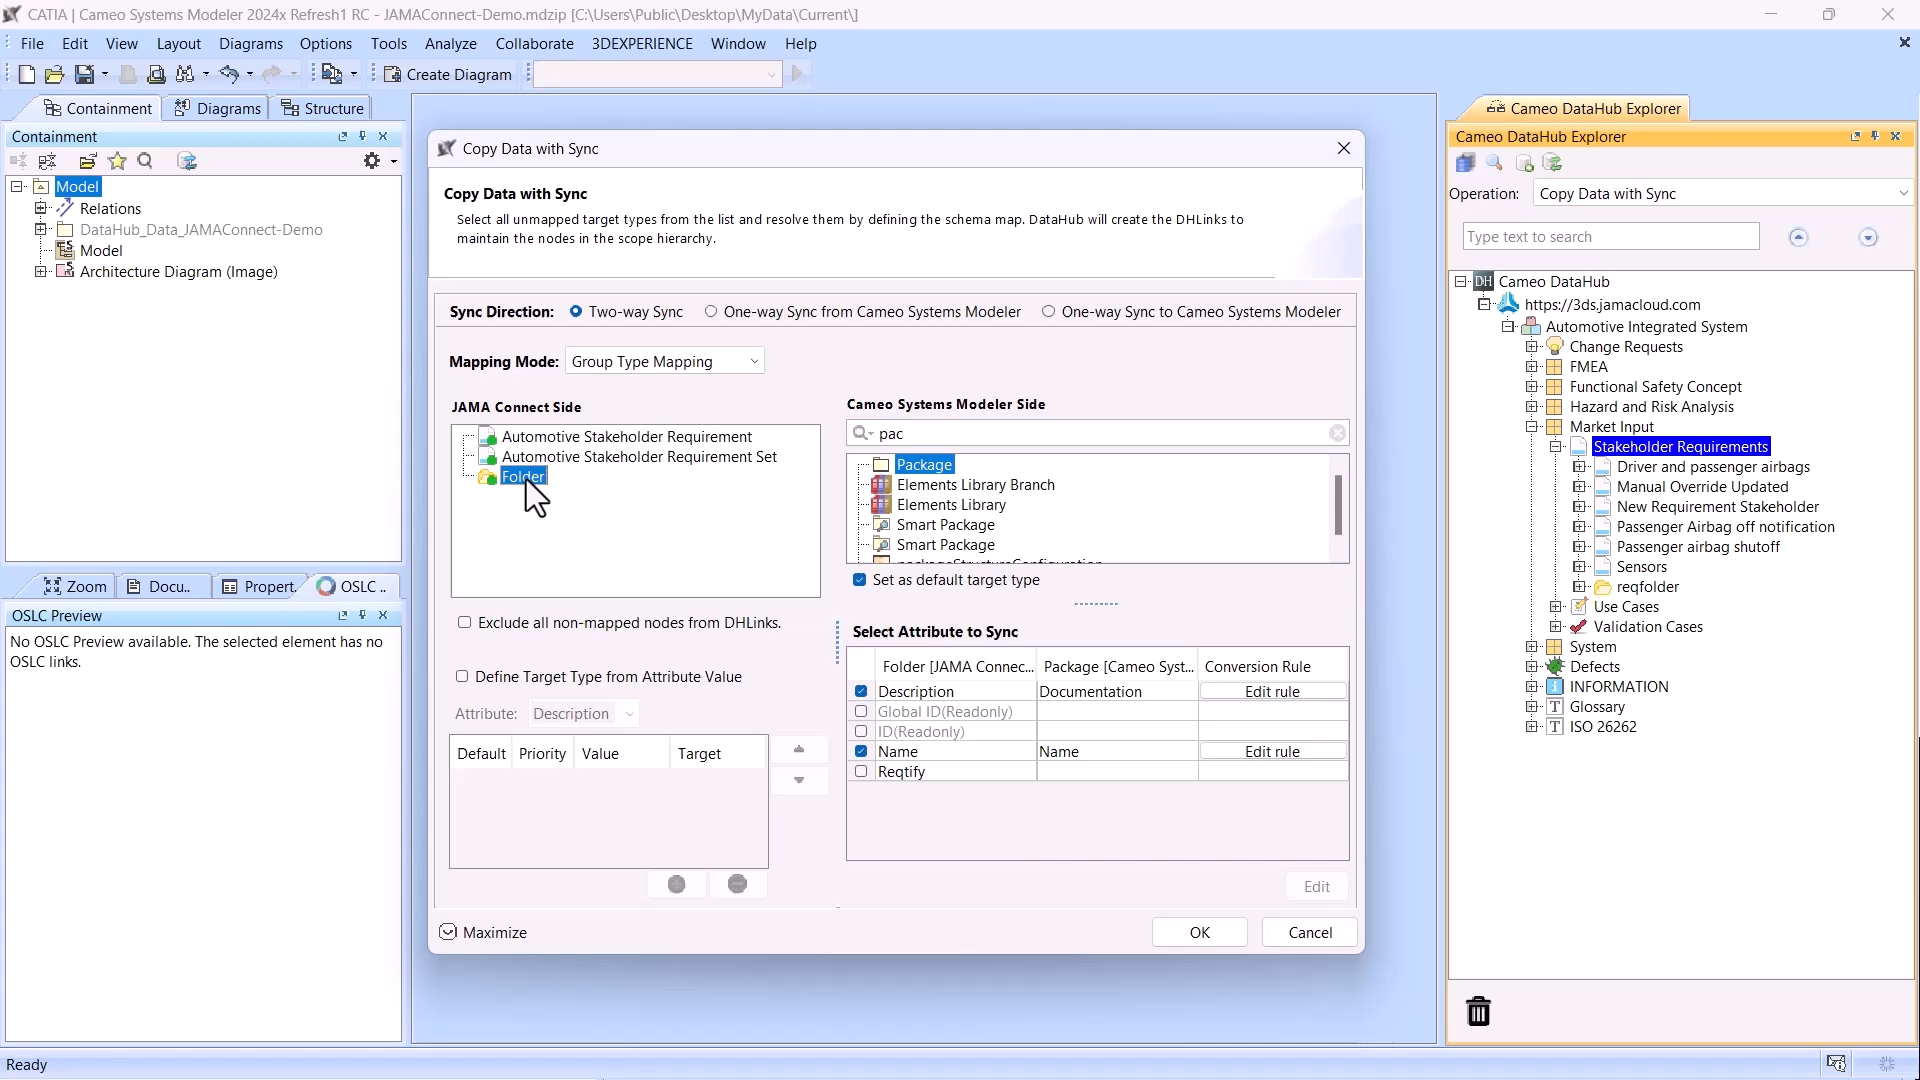 CATIA | Cameo Systems Modeler 2024x Refresh1 RC - JAMAConnect-Demo.mdzip [C:\Users\Public\Desktop\MyData\Current\]
File Edit View Layout Diagrams Options Tools Analyze Collaborate 3DEXPERIENCE Window Help
Create Diagram
Containment Diagrams Structure
Containment
Model
Relations
DataHub_Data_JAMAConnect-Demo
Model
Architecture Diagram (Image)
Zoom Docu.. Propert. OSLC ..
OSLC Preview
No OSLC Preview available. The selected element has no
OSLC links.
Copy Data with Sync
Copy Data with Sync
Select all unmapped target types from the list and resolve them by defining the schema map. DataHub will create the DHLinks to
maintain the nodes in the scope hierarchy.
Sync Direction: Two-way Sync One-way Sync from Cameo Systems Modeler One-way Sync to Cameo Systems Modeler
Mapping Mode: Group Type Mapping
JAMA Connect Side
Automotive Stakeholder Requirement
Automotive Stakeholder Requirement Set
Folder
Exclude all non-mapped nodes from DHLinks.
Define Target Type from Attribute Value
Attribute: Description
Default Priority Value Target
Cameo Systems Modeler Side
pac
Package
Elements Library Branch
Elements Library
Smart Package
Smart Package
Set as default target type
Select Attribute to Sync
Folder [JAMA Connec... Package [Cameo Syst... Conversion Rule
Description Documentation Edit rule
Global ID(Readonly)
ID(Readonly)
Name Name Edit rule
Reqtify
Edit
Maximize OK Cancel
Cameo DataHub Explorer
Cameo DataHub Explorer
Operation: Copy Data with Sync
Type text to search
DH Cameo DataHub
https://3ds.jamacloud.com
Automotive Integrated System
Change Requests
FMEA
Functional Safety Concept
Hazard and Risk Analysis
Market Input
Stakeholder Requirements
Driver and passenger airbags
Manual Override Updated
New Requirement Stakeholder
Passenger Airbag off notification
Passenger airbag shutoff
Sensors
reqfolder
Use Cases
Validation Cases
System
Defects
INFORMATION
Glossary
ISO 26262
Ready